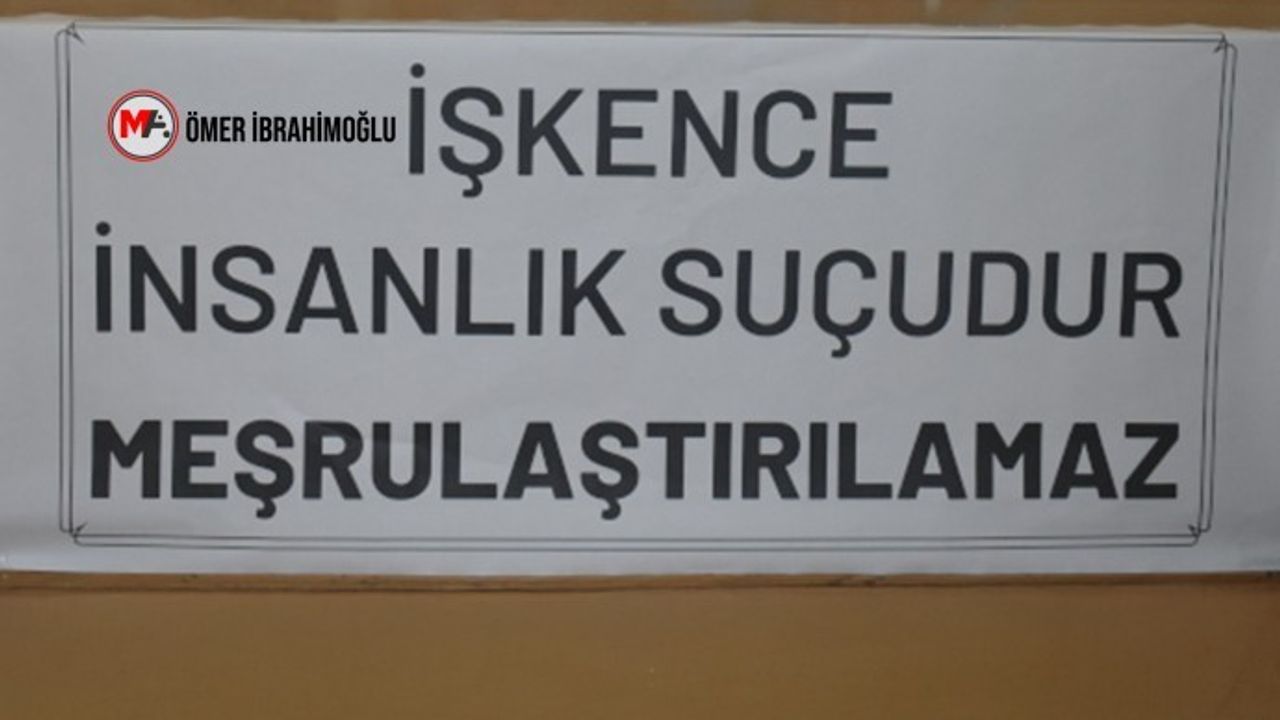 MA ÖMER İBRAHİMOĞLU
İŞKENCE
İNSANLIK SUÇUDUR
MEŞRULAŞTIRILAMAZ